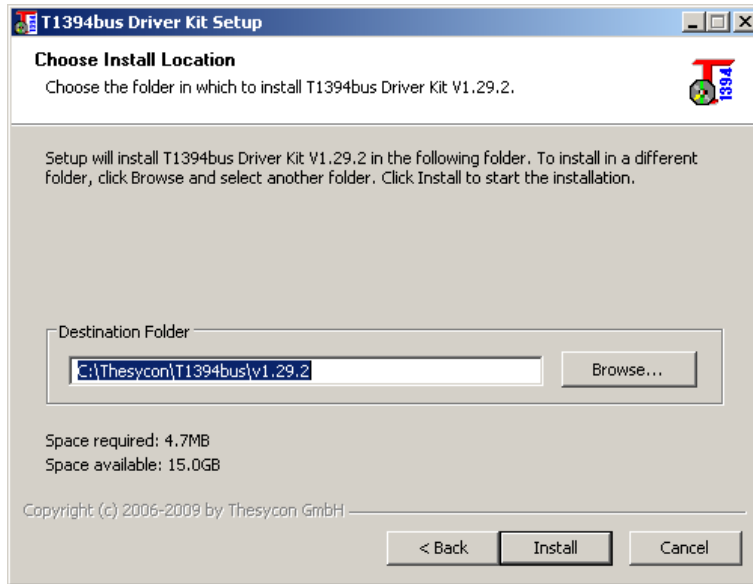 T1394bus Driver Kit Setup
Choose Install Location
Choose the folder in which to install T1394bus Driver Kit V1.29.2.
T
1394
Setup will install T1394bus Driver Kit V1.29.2 in the following folder. To install in a different
folder, click Browse and select another folder. Click Install to start the installation.
Destination Folder
C:\Thesycon\T1394bus\v1.29.2
Browse...
Space required: 4.7MB
Space available: 15.0GB
Copyright (c) 2006-2009 by Thesycon GmbH
< Back
Install
Cancel